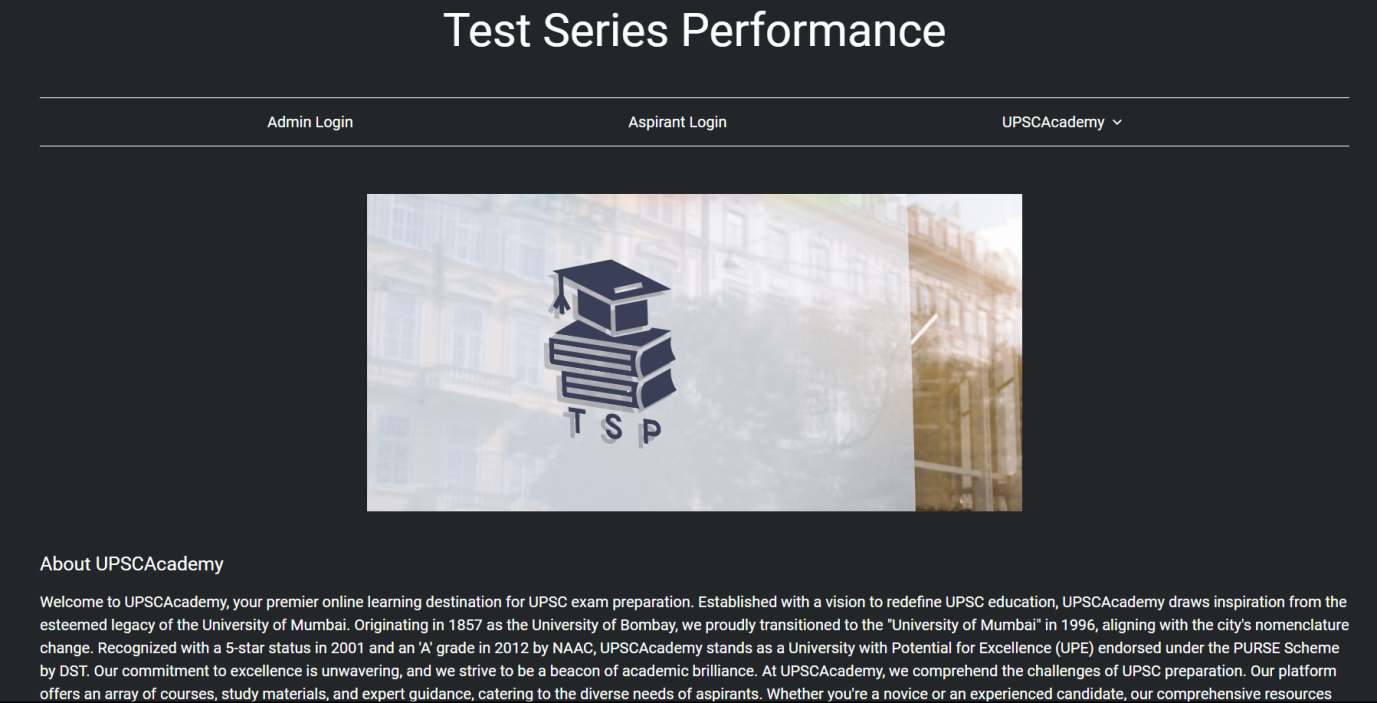 Test Series Performance
Admin Login
Aspirant Login
UPSCAcademy
T S P
About UPSCAcademy
Welcome to UPSCAcademy, your premier online learning destination for UPSC exam preparation. Established with a vision to redefine UPSC education, UPSCAcademy draws inspiration from the
esteemed legacy of the University of Mumbai. Originating in 1857 as the University of Bombay, we proudly transitioned to the "University of Mumbai" in 1996, aligning with the city's nomenclature
change. Recognized with a 5-star status in 2001 and an 'A' grade in 2012 by NAAC, UPSCAcademy stands as a University with Potential for Excellence (UPE) endorsed under the PURSE Scheme
by DST. Our commitment to excellence is unwavering, and we strive to be a beacon of academic brilliance. At UPSCAcademy, we comprehend the challenges of UPSC preparation. Our platform
offers an array of courses, study materials, and expert guidance, catering to the diverse needs of aspirants. Whether you're a novice or an experienced candidate, our comprehensive resources